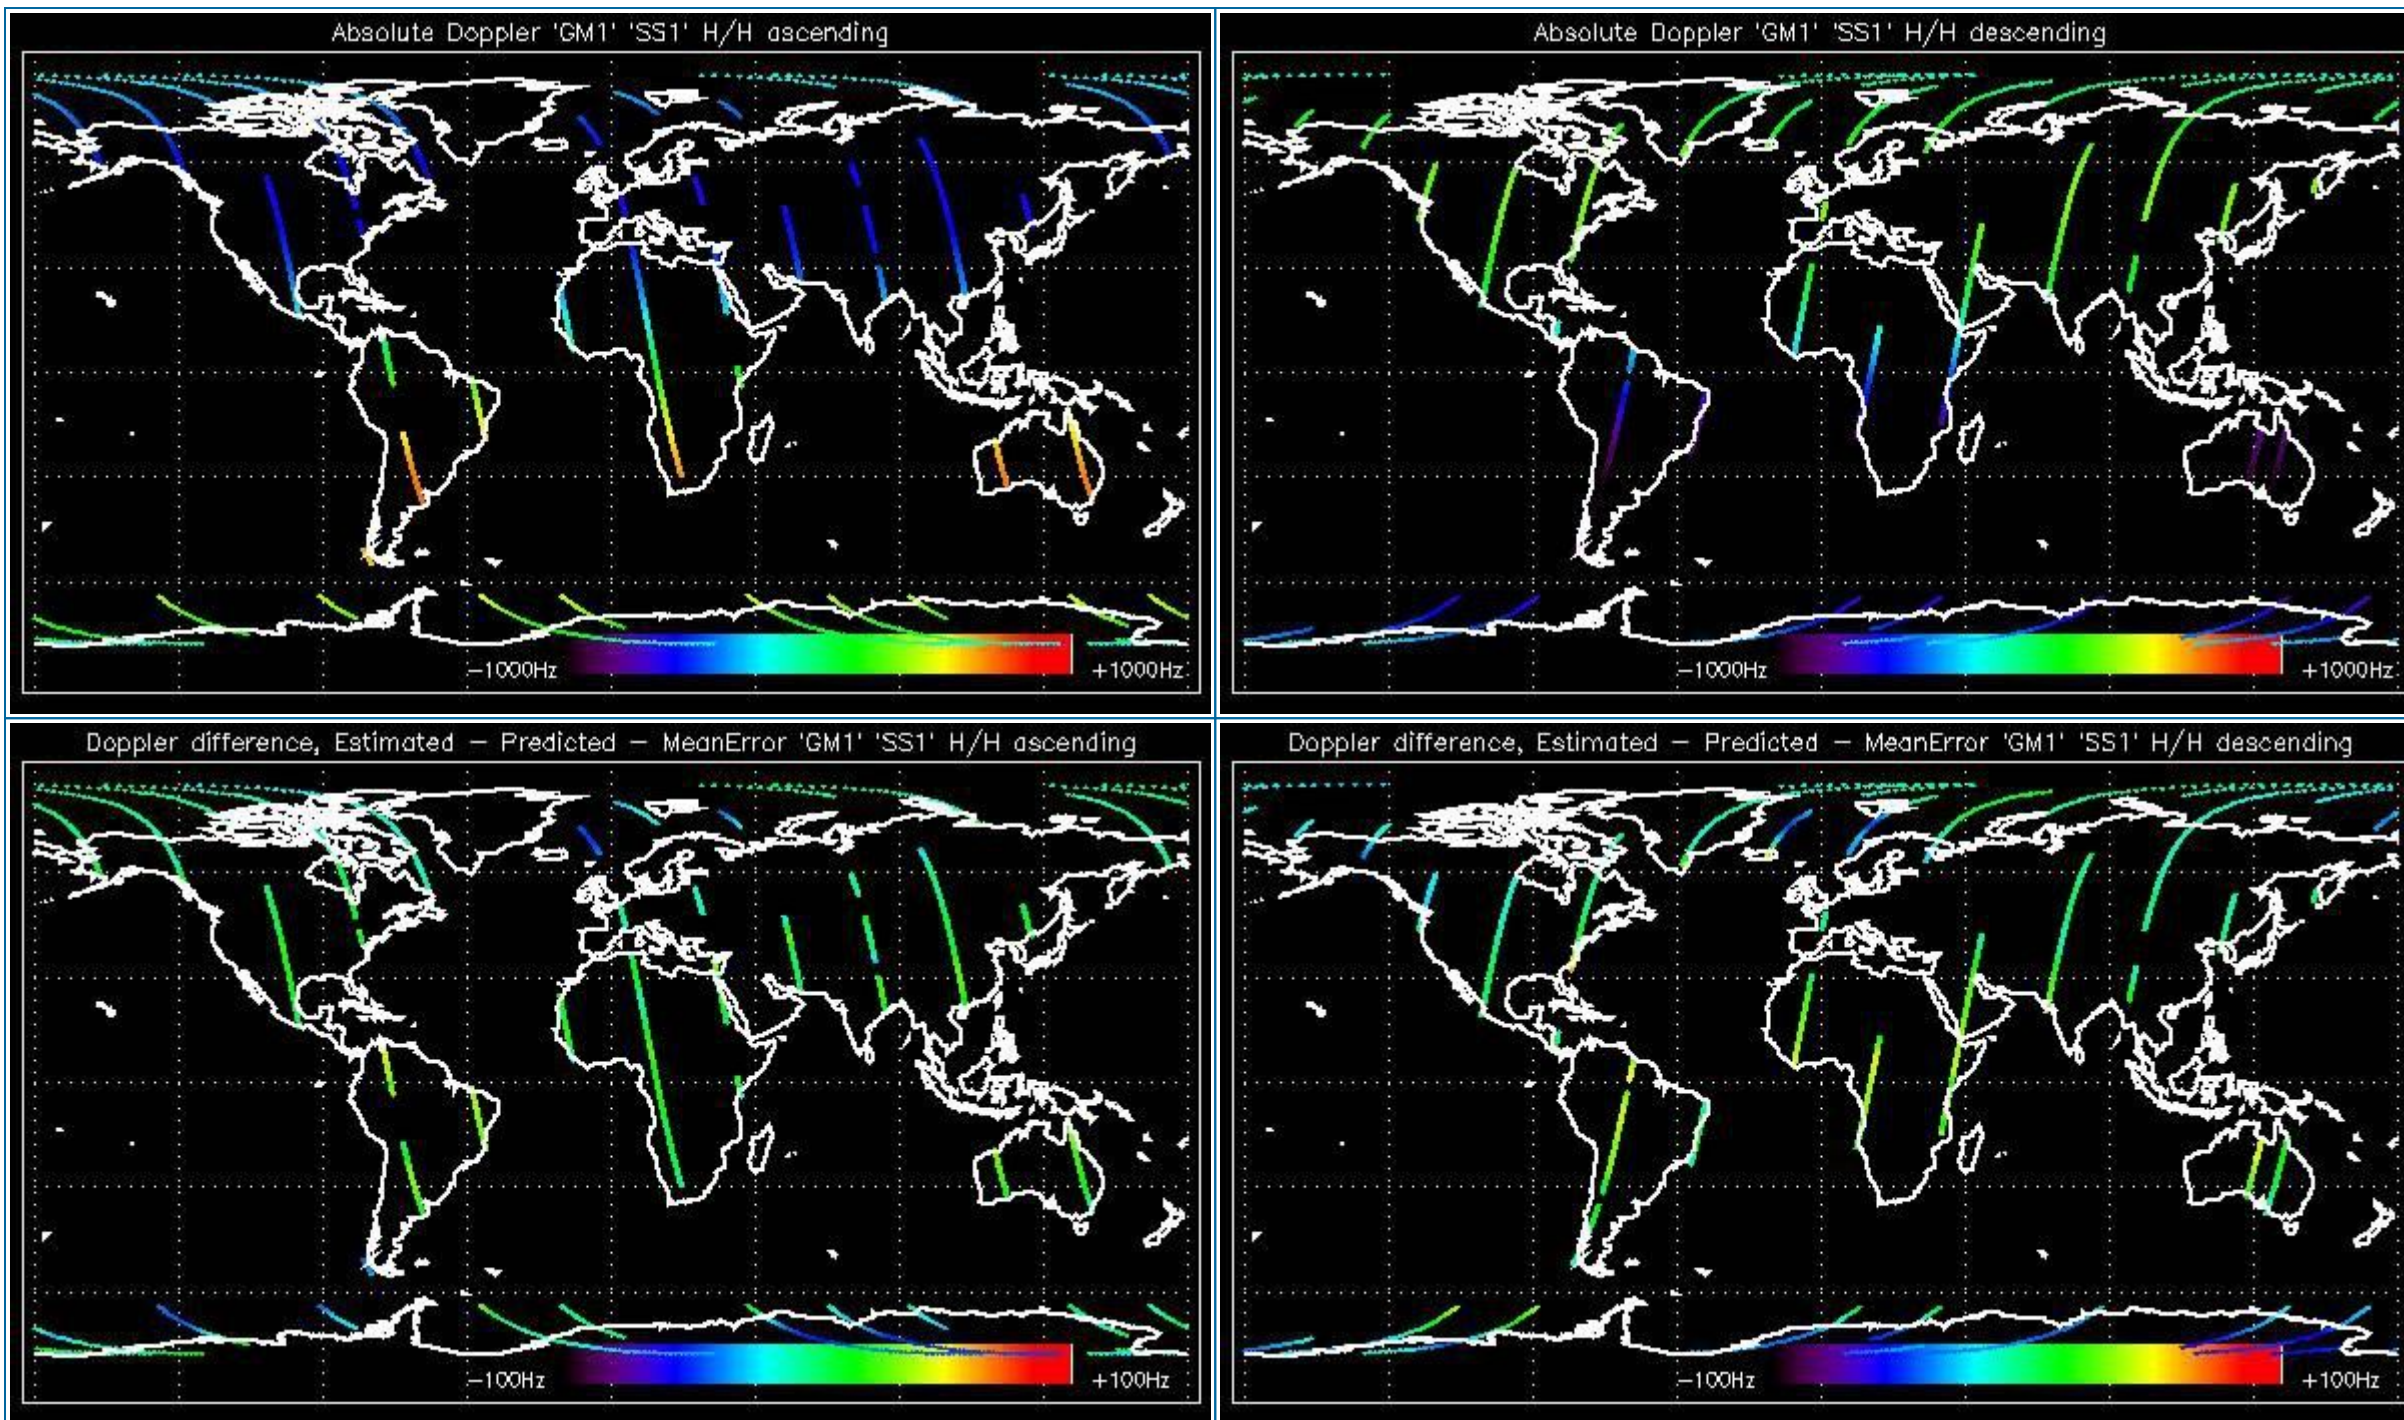 Absolute Doppler 'GM1' 'SS1' H/H ascending
−1000Hz
+1000Hz
Absolute Doppler 'GM1' 'SS1' H/H descending
−1000Hz
+1000Hz
Doppler difference, Estimated − Predicted − MeanError 'GM1' 'SS1' H/H ascending
−100Hz
+100Hz
Doppler difference, Estimated − Predicted − MeanError 'GM1' 'SS1' H/H descending
−100Hz
+100Hz